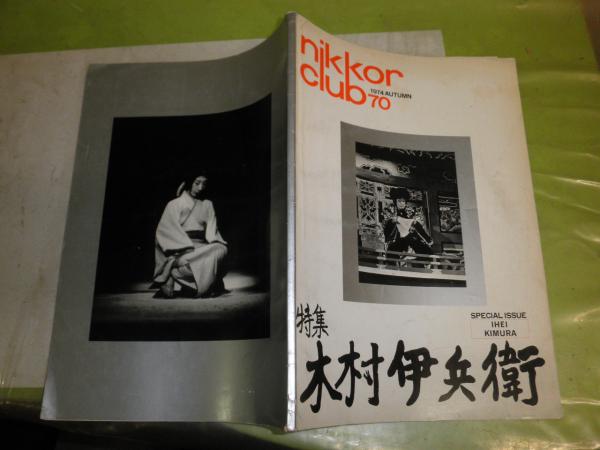 nikkor
club
1974 AUTUMN
70
特集
SPECIAL ISSUE
IHEI
KIMURA
木村伊兵衛